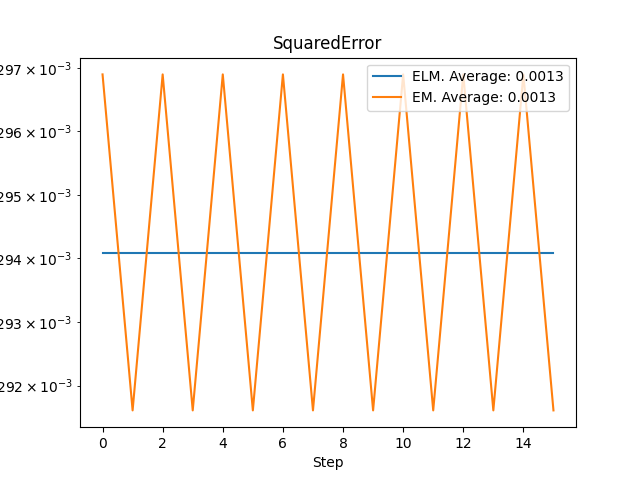 SquaredError
297 × 10⁻³
296 × 10⁻³
295 × 10⁻³
294 × 10⁻³
293 × 10⁻³
292 × 10⁻³
ELM. Average: 0.0013
EM. Average: 0.0013
0 2 4 6 8 10 12 14
Step